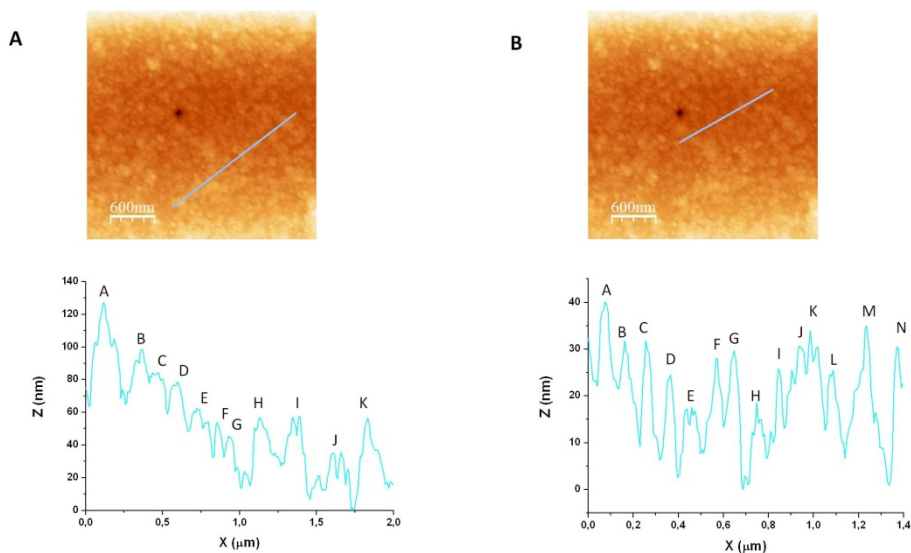 A
B
600nm
600nm
140
120
100
80
60
40
20
0
Z (nm)
A
B
C
D
E
F
G
H
I
J
K
0,0
0,5
1,0
1,5
2,0
X (μm)
40
30
20
10
0
Z (nm)
A
B
C
D
E
F
G
H
I
J
K
L
M
N
0,0
0,2
0,4
0,6
0,8
1,0
1,2
1,4
X (μm)